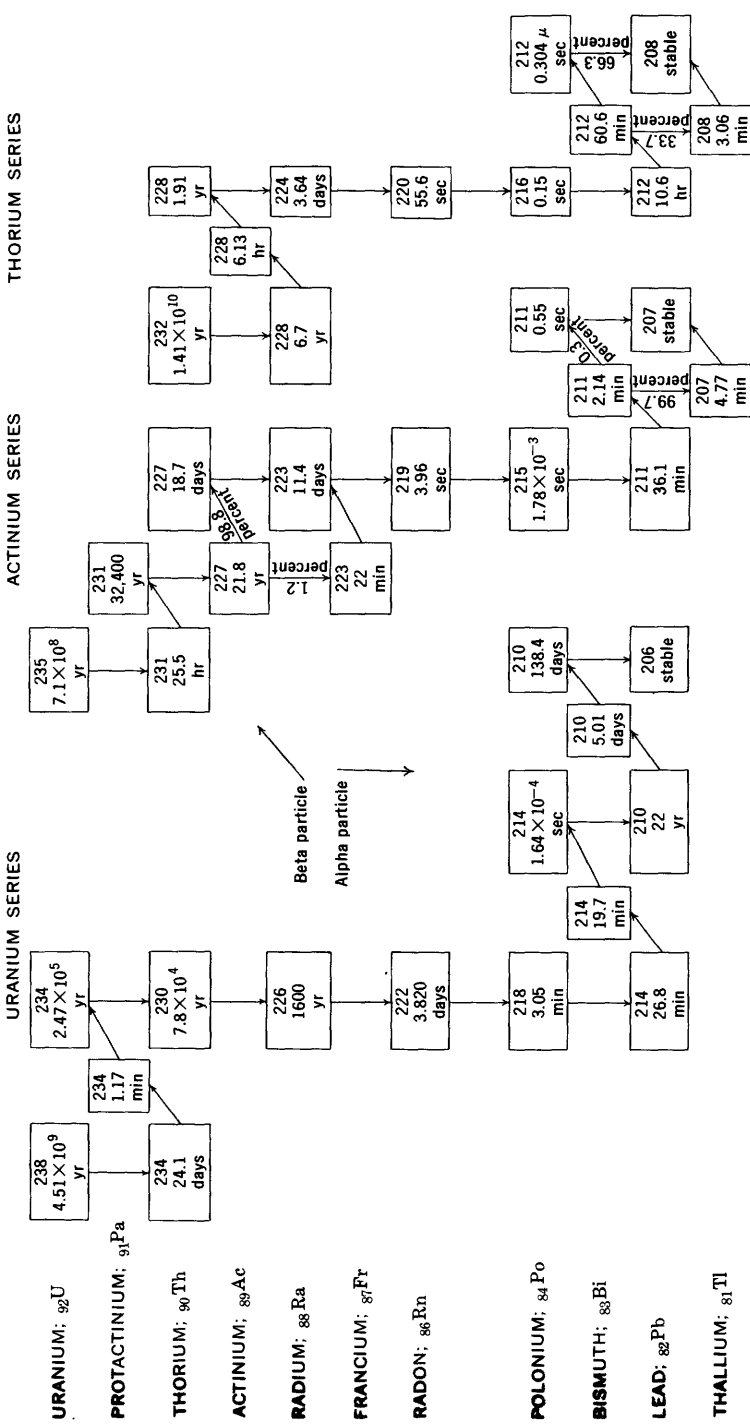 URANIUM SERIES
ACTINIUM SERIES
THORIUM SERIES
URANIUM; ₉₂U
238
4.51×10⁹
yr
234
2.47×10⁵
yr
235
7.1×10⁸
yr
PROTACTINIUM; ₉₁Pa
234
1.17
min
231
32,400
yr
THORIUM; ₉₀Th
234
24.1
days
230
7.8×10⁴
yr
231
25.5
hr
227
18.7
days
232
1.41×10¹⁰
yr
228
1.91
yr
98.8
percent
ACTINIUM; ₈₉Ac
227
21.8
yr
228
6.13
hr
1.2
percent
RADIUM; ₈₈Ra
226
1600
yr
223
11.4
days
228
6.7
yr
224
3.64
days
FRANCIUM; ₈₇Fr
223
22
min
RADON; ₈₆Rn
222
3.820
days
219
3.96
sec
220
55.6
sec
Beta particle
Alpha particle
POLONIUM; ₈₄Po
218
3.05
min
214
1.64×10⁻⁴
sec
210
138.4
days
215
1.78×10⁻³
sec
211
0.55
sec
216
0.15
sec
212
0.304 μ
sec
0.3
percent
66.3
percent
BISMUTH; ₈₃Bi
214
19.7
min
210
5.01
days
211
2.14
min
212
60.6
min
99.7
percent
33.7
percent
LEAD; ₈₂Pb
214
26.8
min
210
22
yr
206
stable
211
36.1
min
207
stable
212
10.6
hr
208
stable
THALLIUM; ₈₁Tl
207
4.77
min
208
3.06
min